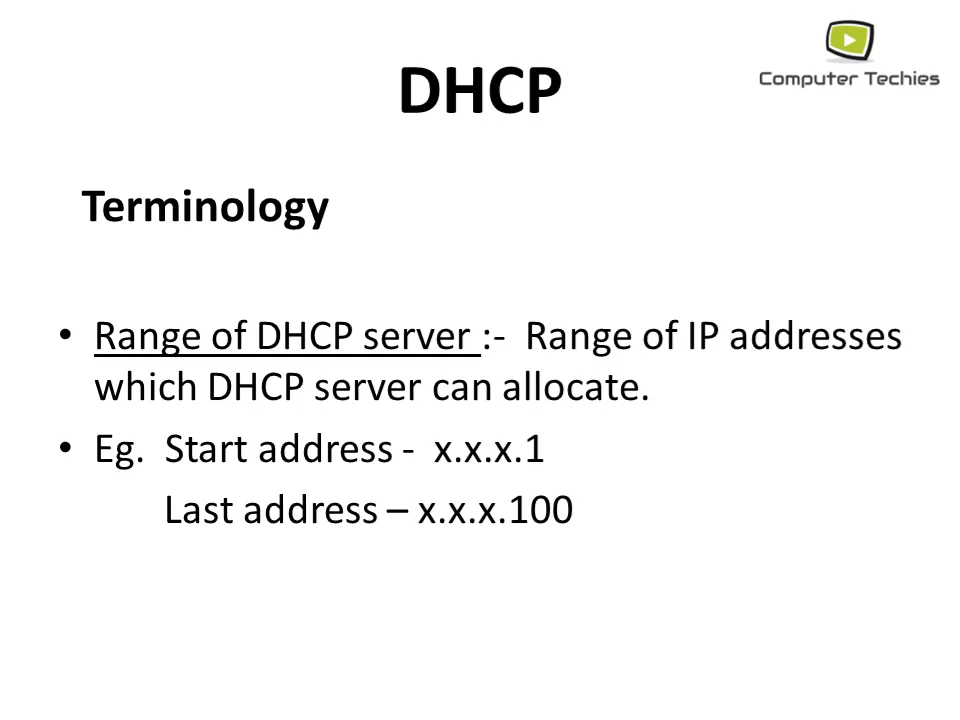 Computer Techies
DHCP
Terminology
• Range of DHCP server :- Range of IP addresses
which DHCP server can allocate.
• Eg. Start address - x.x.x.1
Last address – x.x.x.100